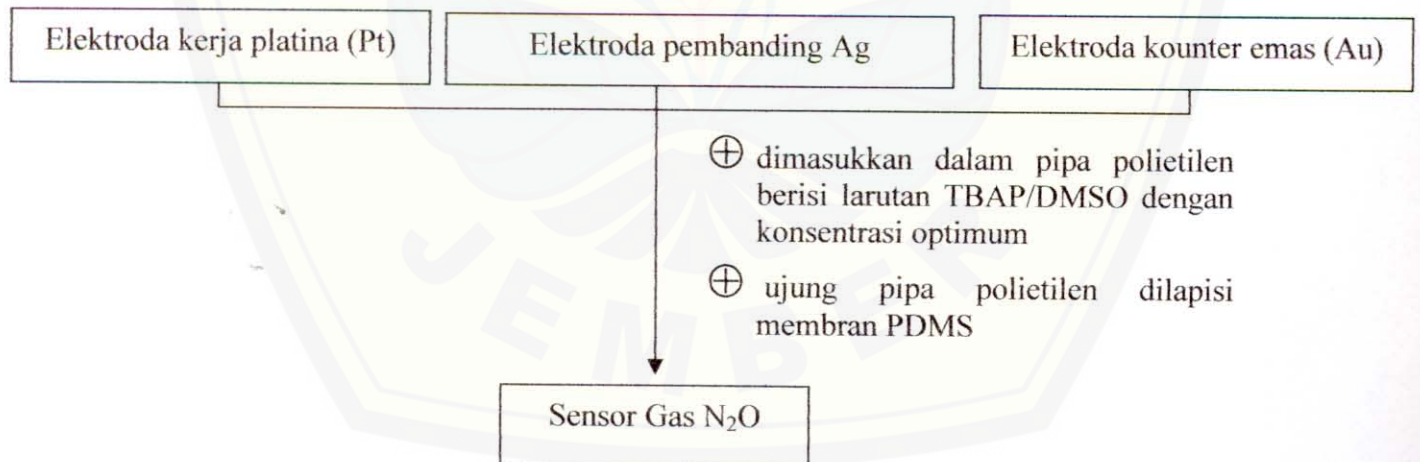 Elektroda kerja platina (Pt)
Elektroda pembanding Ag
Elektroda kounter emas (Au)
⊕ dimasukkan dalam pipa polietilen
berisi larutan TBAP/DMSO dengan
konsentrasi optimum
⊕ ujung pipa polietilen dilapisi
membran PDMS
JEMBER
Sensor Gas N₂O